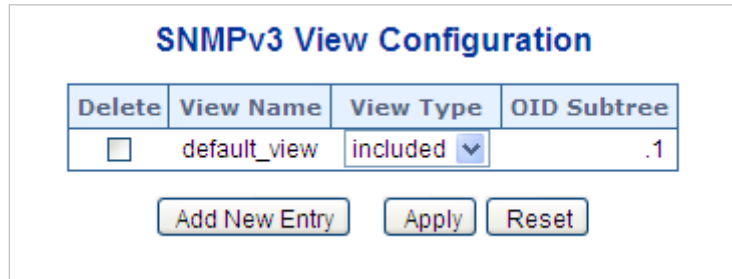 SNMPv3 View Configuration
Delete View Name View Type OID Subtree
default_view included .1
Add New Entry Apply Reset